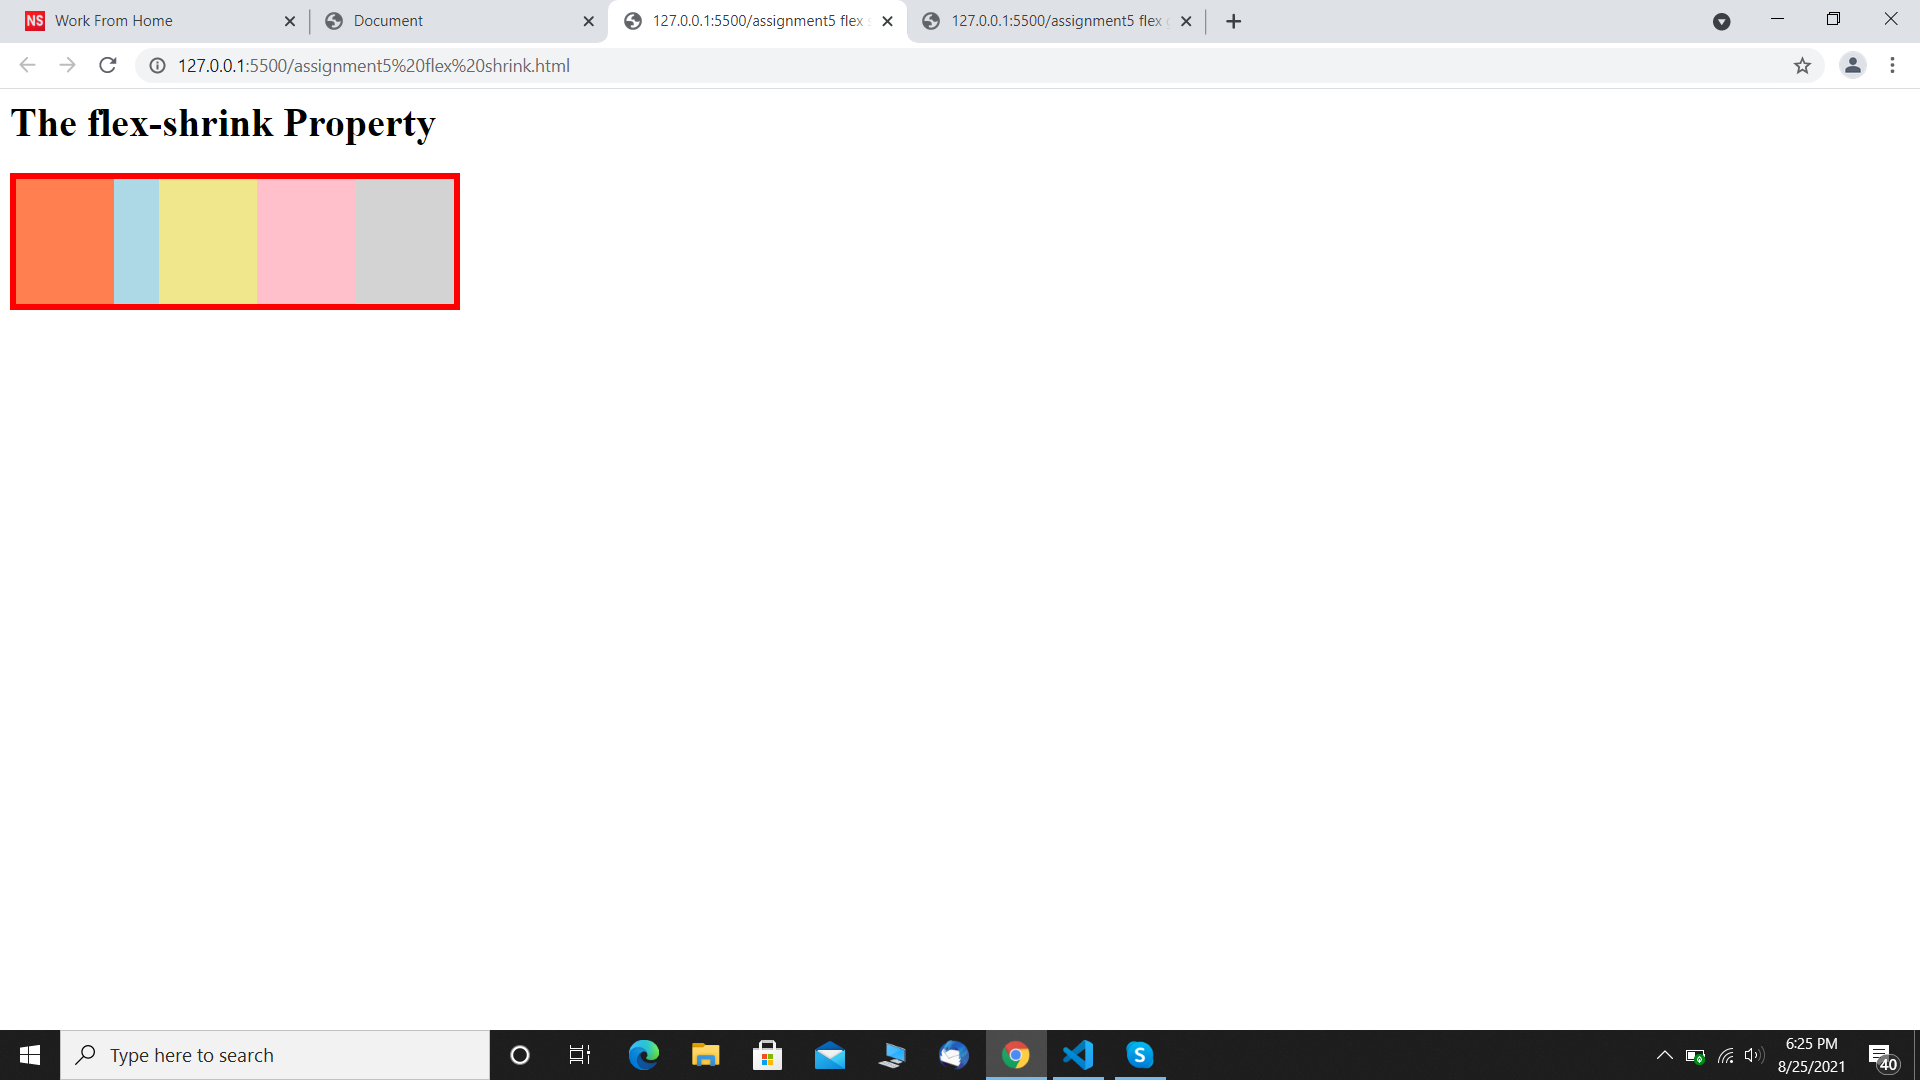 NS Work From Home
Document
127.0.0.1:5500/assignment5 flex s
127.0.0.1:5500/assignment5 flex g
127.0.0.1:5500/assignment5%20flex%20shrink.html
The flex-shrink Property
Type here to search
S
6:25 PM
8/25/2021
40